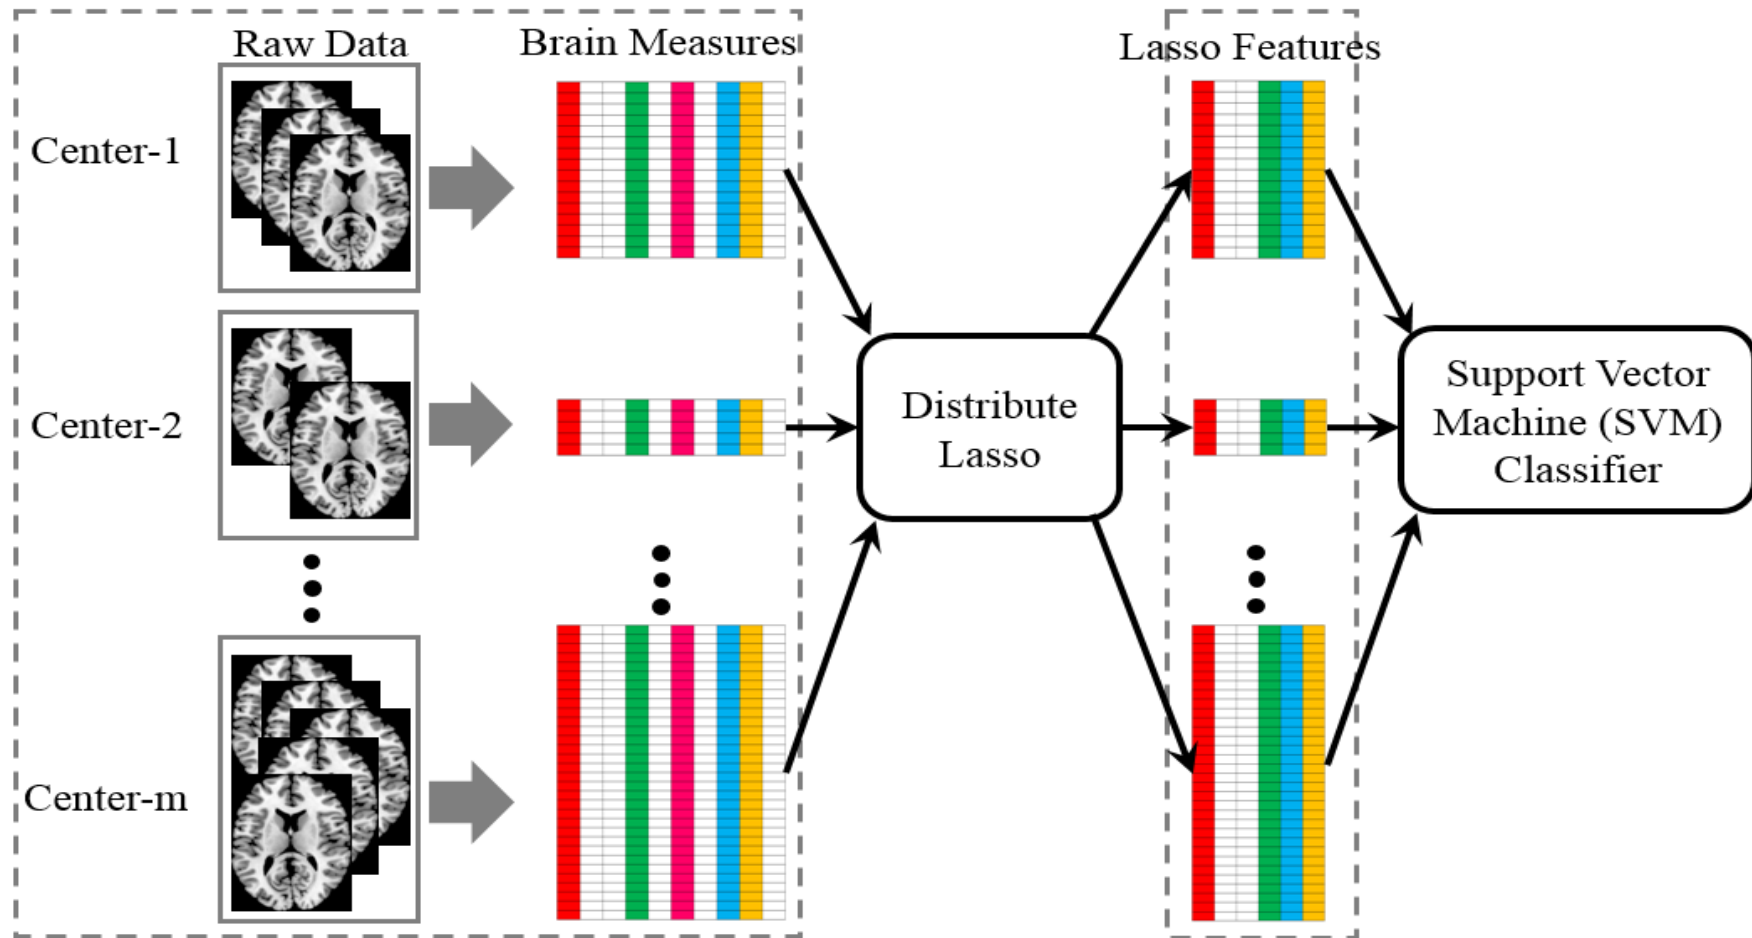 Raw Data
Brain Measures
Lasso Features
Center-1
Center-2
Distribute
Lasso
Support Vector
Machine (SVM)
Classifier
Center-m